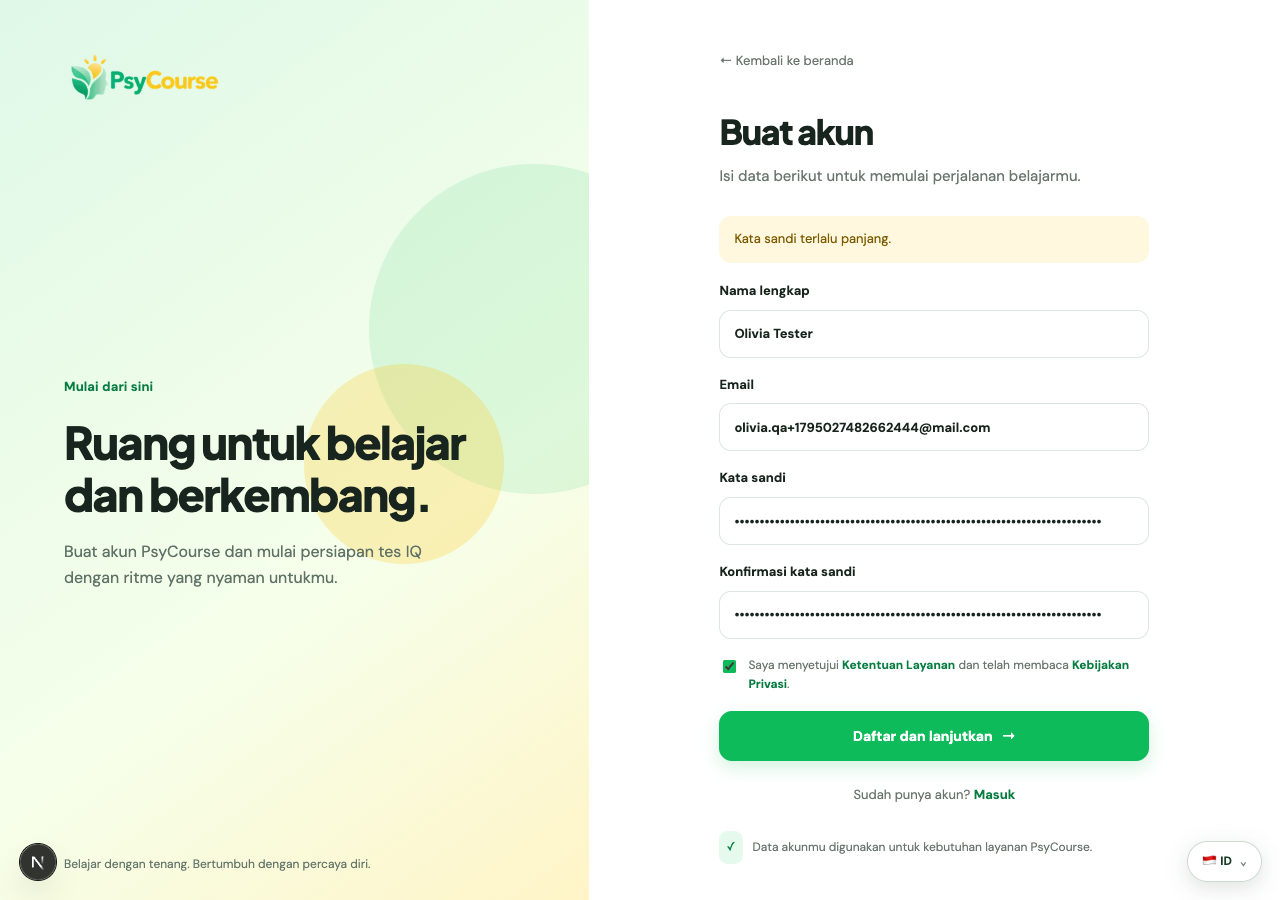 PsyCourse
Mulai dari sini
Ruang untuk belajar
dan berkembang.
Buat akun PsyCourse dan mulai persiapan tes IQ
dengan ritme yang nyaman untukmu.
N
Belajar dengan tenang. Bertumbuh dengan percaya diri.
← Kembali ke beranda
Buat akun
Isi data berikut untuk memulai perjalanan belajarmu.
Kata sandi terlalu panjang.
Nama lengkap
Olivia Tester
Email
olivia.qa+1795027482662444@mail.com
Kata sandi
Konfirmasi kata sandi
Saya menyetujui Ketentuan Layanan dan telah membaca Kebijakan
Privasi.
Daftar dan lanjutkan →
Sudah punya akun? Masuk
✓ Data akunmu digunakan untuk kebutuhan layanan PsyCourse.
ID